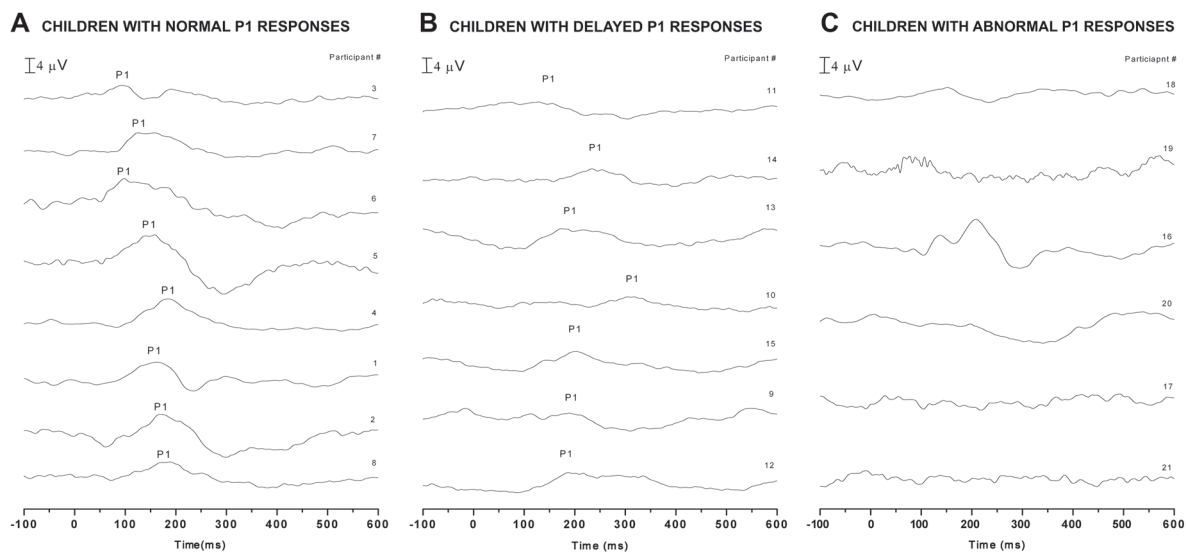 A CHILDREN WITH NORMAL P1 RESPONSES
4 μV
Participant #
P1
3
P1
7
P1
6
P1
5
P1
4
P1
1
P1
2
P1
8
-100 0 100 200 300 400 500 600
Time(ms)
B CHILDREN WITH DELAYED P1 RESPONSES
4 μV
P1
11
P1
14
P1
13
P1
10
P1
15
P1
9
P1
12
-100 0 100 200 300 400 500 600
Time (ms)
C CHILDREN WITH ABNORMAL P1 RESPONSES
4 μV
Particiapnt #
18
19
16
20
17
21
-100 0 100 200 300 400 500 600
Time (ms)